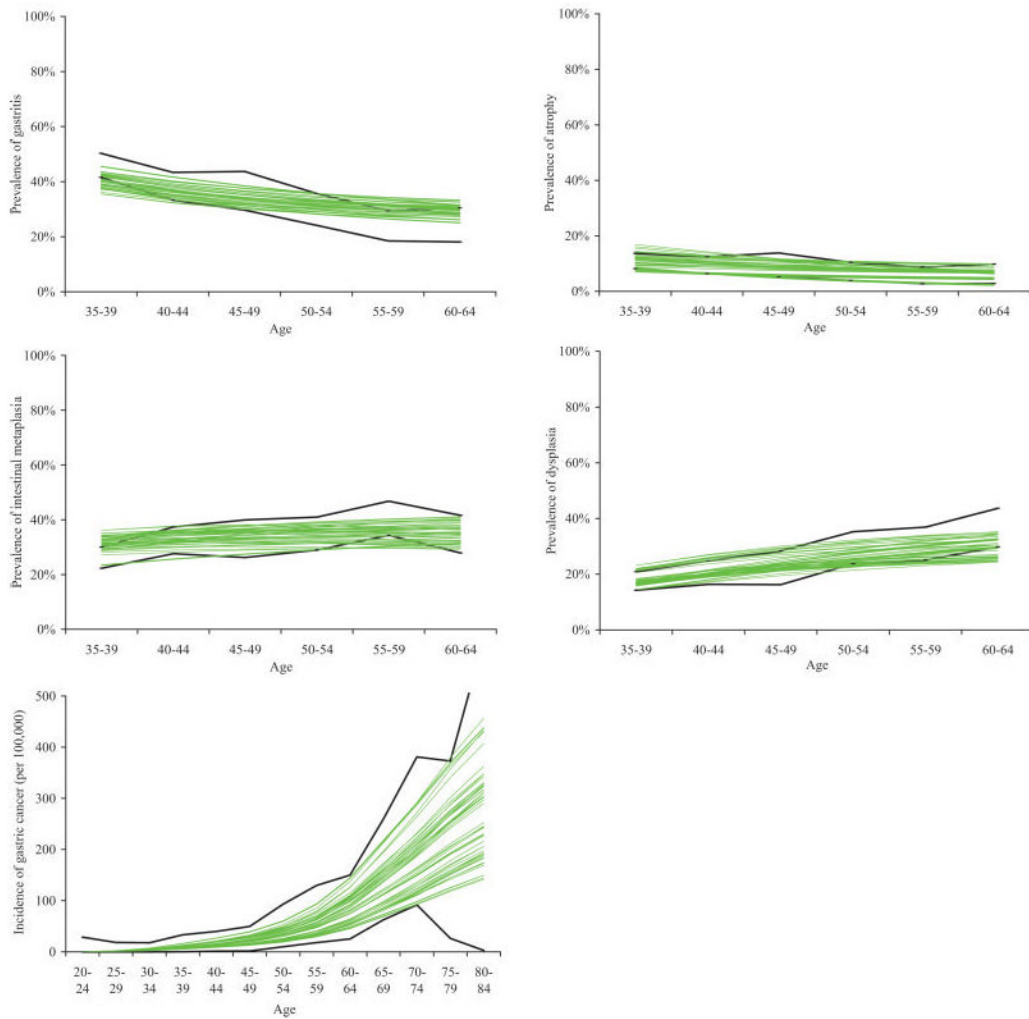 Prevalence of gastritis
100%
80%
60%
40%
20%
0%
35-39 40-44 45-49 50-54 55-59 60-64
Age
Prevalence of atrophy
100%
80%
60%
40%
20%
0%
35-39 40-44 45-49 50-54 55-59 60-64
Age
Prevalence of intestinal metaplasia
100%
80%
60%
40%
20%
0%
35-39 40-44 45-49 50-54 55-59 60-64
Age
Prevalence of dysplasia
100%
80%
60%
40%
20%
0%
35-39 40-44 45-49 50-54 55-59 60-64
Age
Incidence of gastric cancer (per 100,000)
500
400
300
200
100
0
20- 25- 30- 35- 40- 45- 50- 55- 60- 65- 70- 75- 80-
24 29 34 39 44 49 54 59 64 69 74 79 84
Age